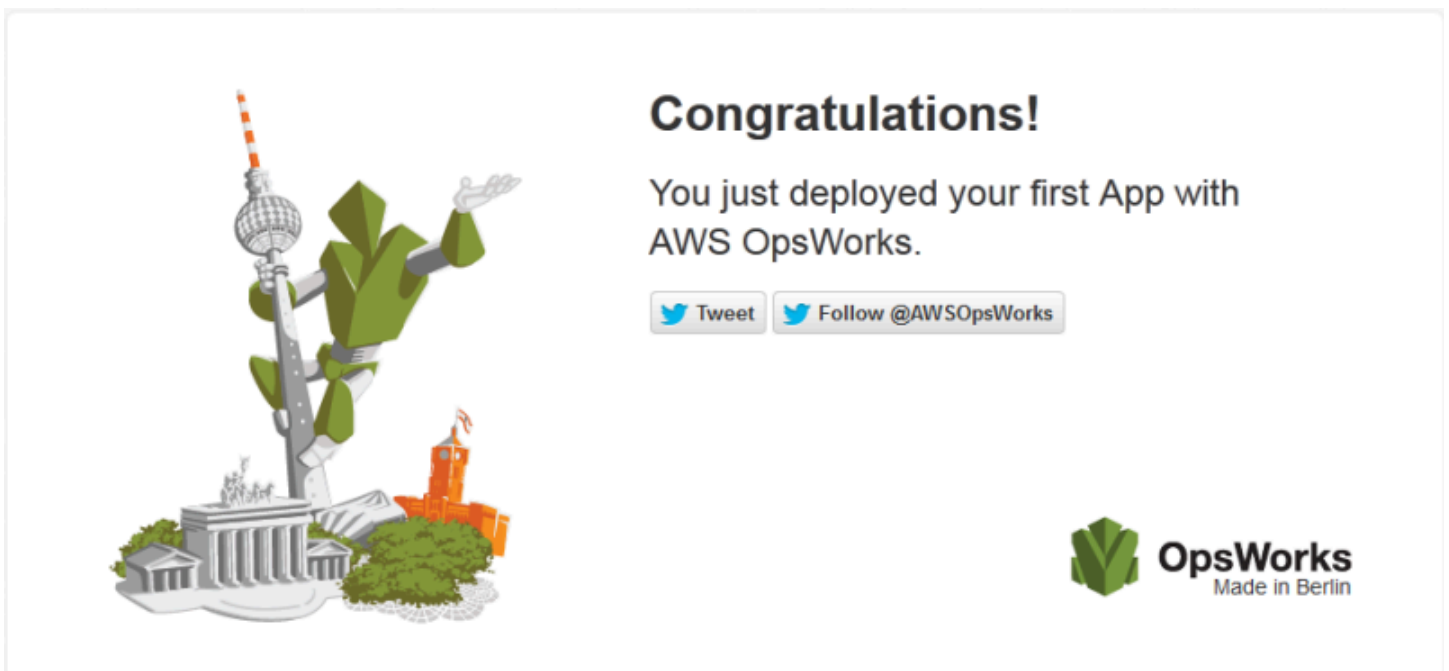 Congratulations!
You just deployed your first App with
AWS OpsWorks.
Tweet
Follow @AWSOpsWorks
OpsWorks
Made in Berlin